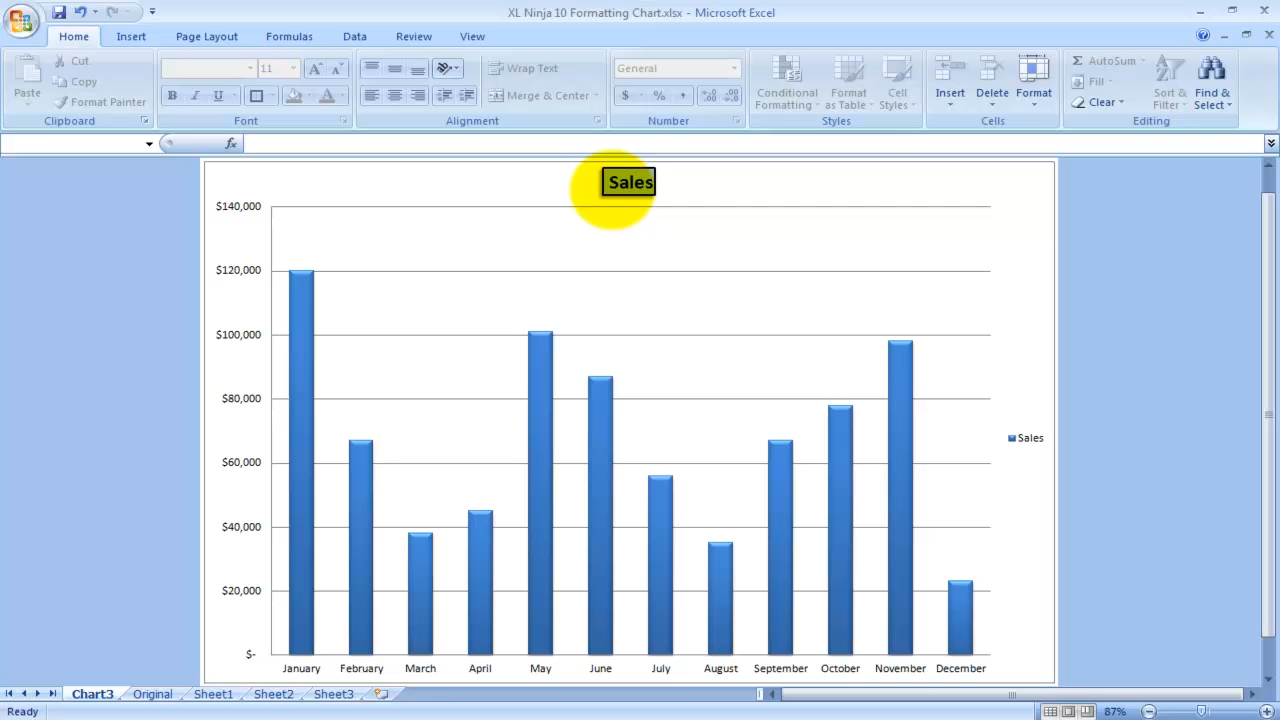 XL Ninja 10 Formatting Chart.xlsx - Microsoft Excel
Home Insert Page Layout Formulas Data Review View
Paste
Cut
Copy
Format Painter
Clipboard
11
B I U
A
Font
Wrap Text
Merge & Center
Alignment
General
$ % ,
Number
Conditional Formatting
Format as Table
Cell Styles
Styles
Insert Delete Format
Cells
Σ AutoSum
Fill
Clear
Sort & Filter
Find & Select
Editing
fx
Sales
$140,000
$120,000
$100,000
$80,000
$60,000
$40,000
$20,000
$-
January February March April May June July August September October November December
Sales
Chart3 Original Sheet1 Sheet2 Sheet3
Ready
87%